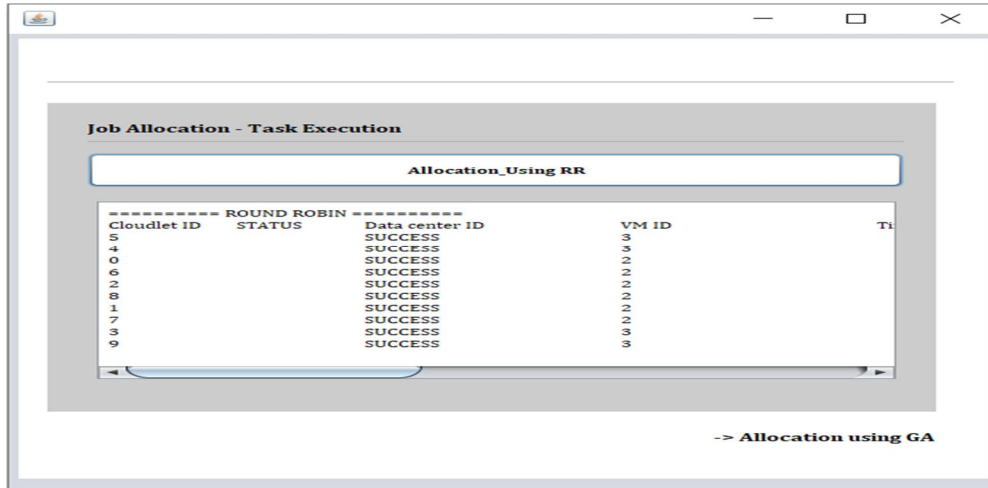 Job Allocation - Task Execution
Allocation_Using RR
========== ROUND ROBIN ==========
Cloudlet ID STATUS Data center ID VM ID Ti
5 SUCCESS 3
4 SUCCESS 3
0 SUCCESS 2
6 SUCCESS 2
2 SUCCESS 2
8 SUCCESS 2
1 SUCCESS 2
7 SUCCESS 2
3 SUCCESS 3
9 SUCCESS 3
-> Allocation using GA